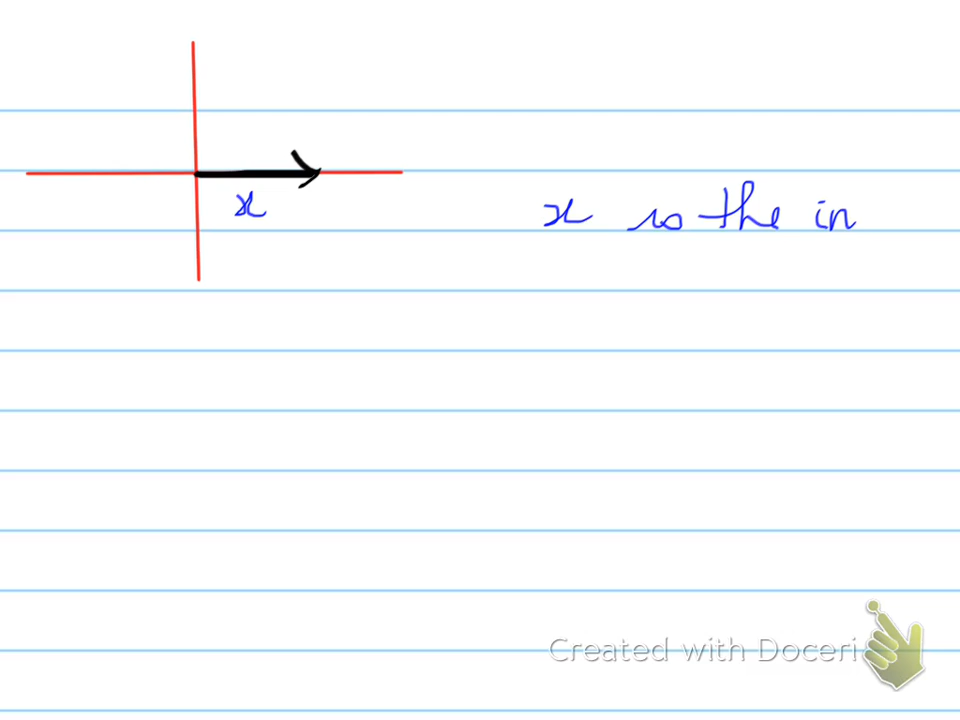 x
x is the in
Created with Doceri